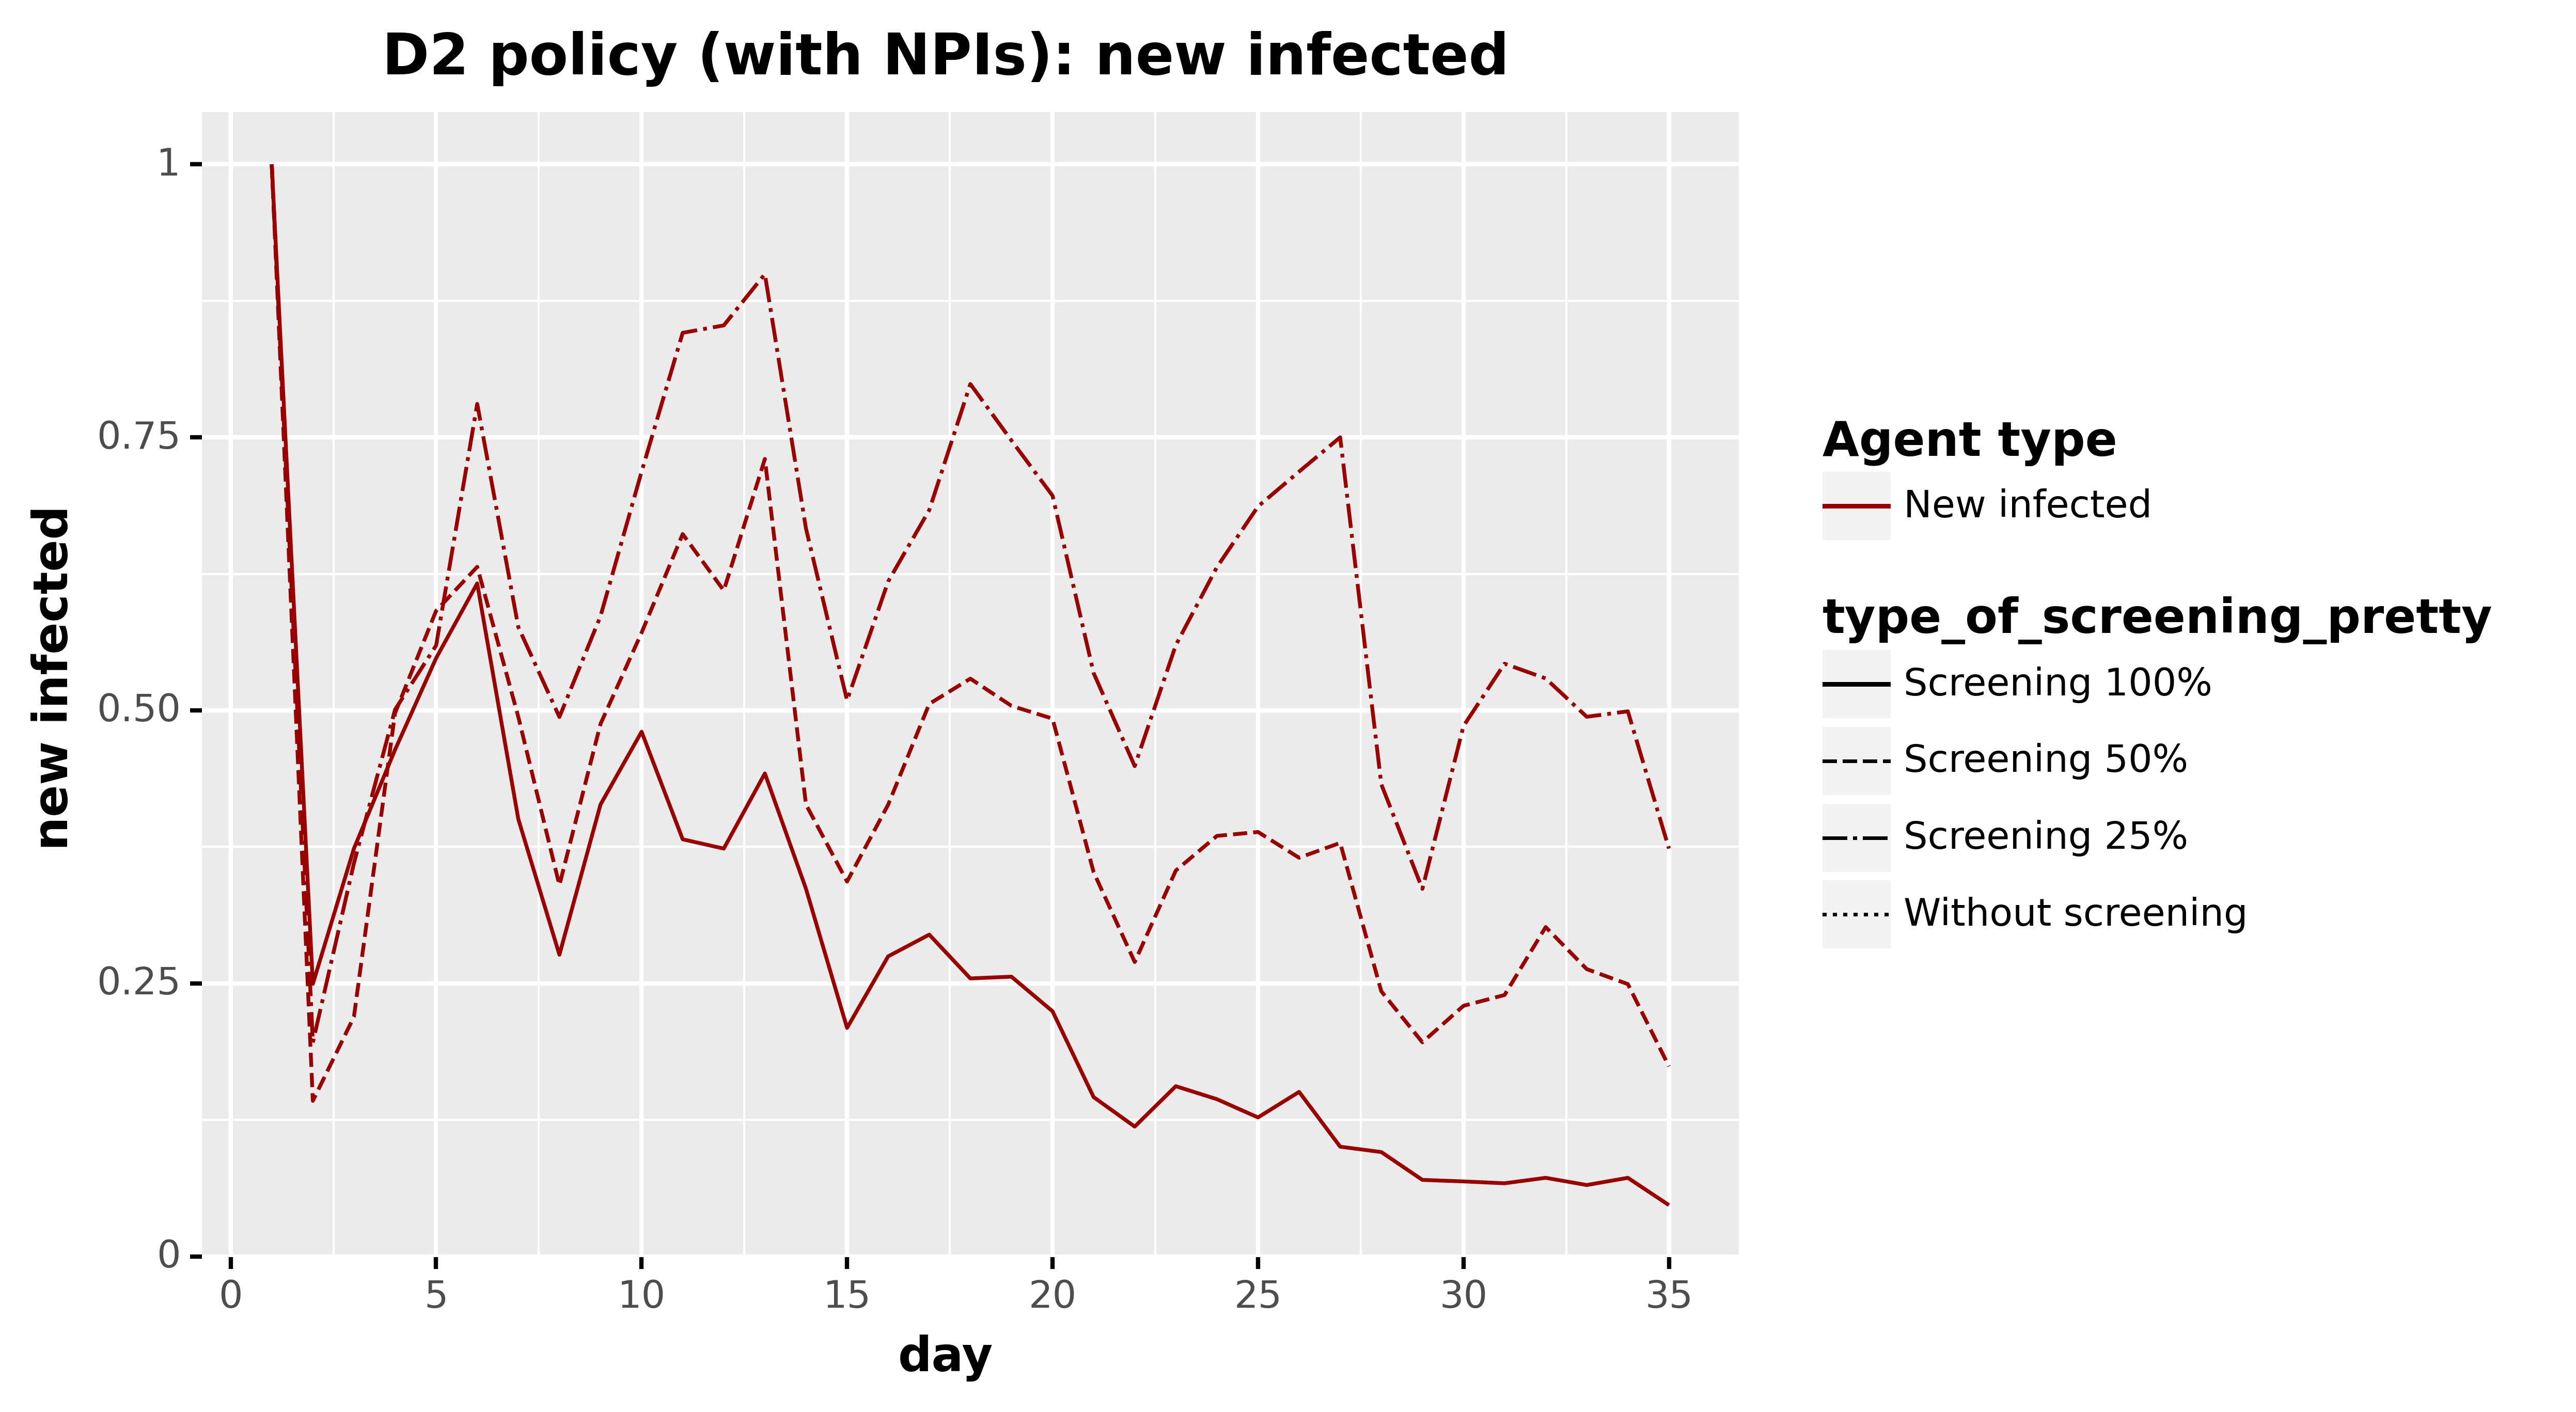 D2 policy (with NPIs): new infected
new infected
1
0.75
0.50
0.25
0
0
5
10
15
20
25
30
35
day
Agent type
New infected
type_of_screening_pretty
Screening 100%
Screening 50%
Screening 25%
Without screening